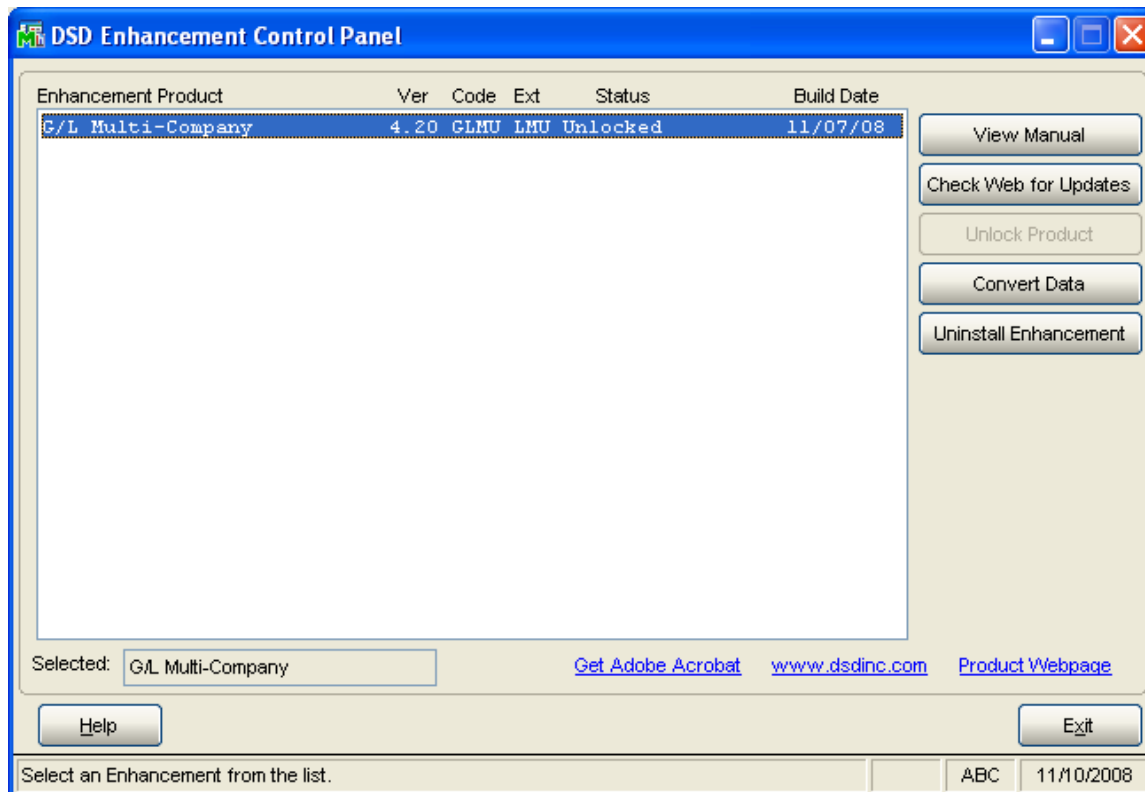 DSD Enhancement Control Panel
Enhancement Product Ver Code Ext Status Build Date
G/L Multi-Company 4.20 GLMU LMU Unlocked 11/07/08
View Manual
Check Web for Updates
Unlock Product
Convert Data
Uninstall Enhancement
Selected: G/L Multi-Company Get Adobe Acrobat www.dsdinc.com Product Webpage
Help Exit
Select an Enhancement from the list. ABC 11/10/2008